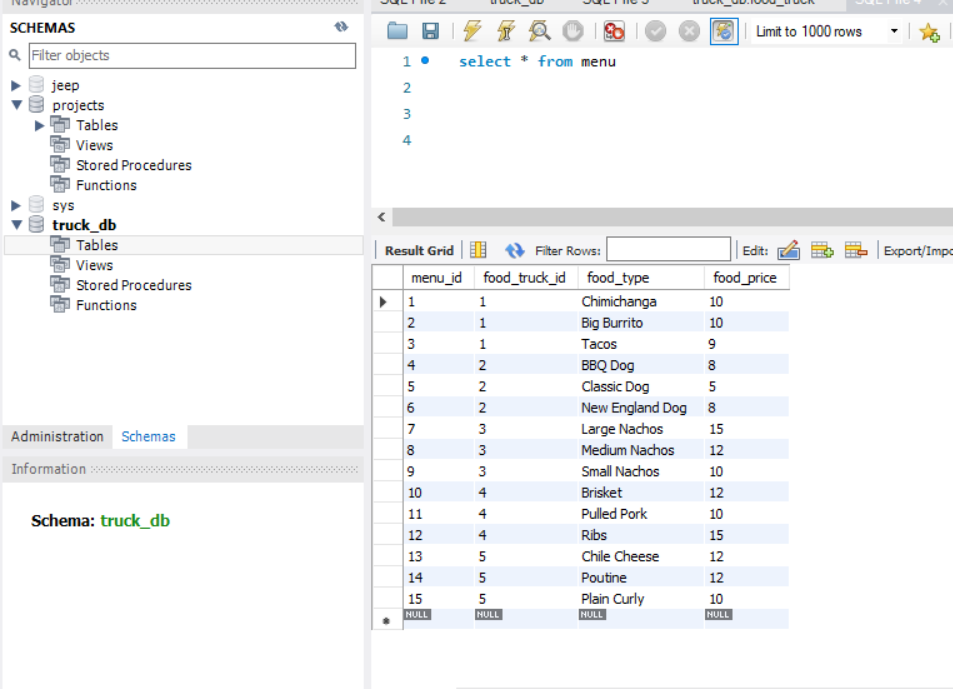 Navigator
SQL File 2 truck_db SQL File 3 truck_db.food_truck SQL File 4
SCHEMAS
Filter objects
Limit to 1000 rows
jeep
projects
Tables
Views
Stored Procedures
Functions
sys
truck_db
Tables
Views
Stored Procedures
Functions
Administration Schemas
Information
Schema: truck_db
1 select * from menu
2
3
4
Result Grid Filter Rows: Edit: Export/Impo
menu_id food_truck_id food_type food_price
1 1 Chimichanga 10
2 1 Big Burrito 10
3 1 Tacos 9
4 2 BBQ Dog 8
5 2 Classic Dog 5
6 2 New England Dog 8
7 3 Large Nachos 15
8 3 Medium Nachos 12
9 3 Small Nachos 10
10 4 Brisket 12
11 4 Pulled Pork 10
12 4 Ribs 15
13 5 Chile Cheese 12
14 5 Poutine 12
15 5 Plain Curly 10
NULL NULL NULL NULL